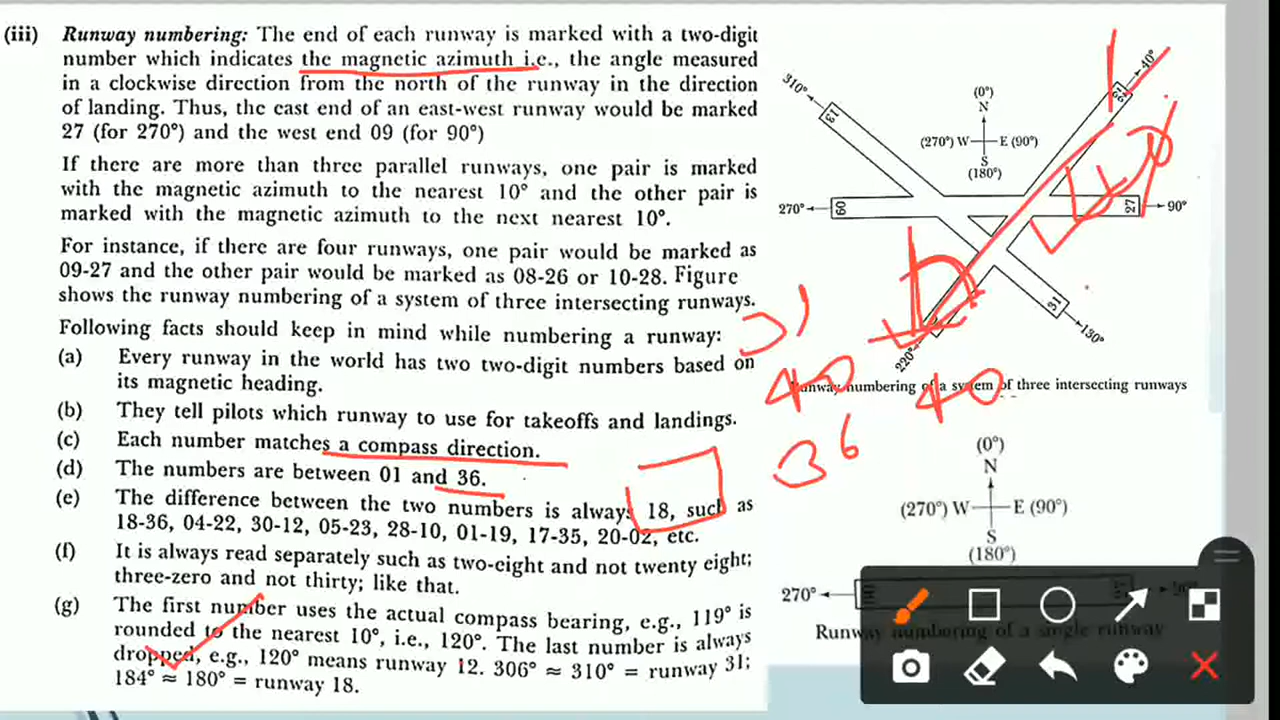 (iii) Runway numbering: The end of each runway is marked with a two-digit
number which indicates the magnetic azimuth i.e., the angle measured
in a clockwise direction from the north of the runway in the direction
of landing. Thus, the east end of an east-west runway would be marked
27 (for 270°) and the west end 09 (for 90°)
If there are more than three parallel runways, one pair is marked
with the magnetic azimuth to the nearest 10° and the other pair is
marked with the magnetic azimuth to the next nearest 10°.
For instance, if there are four runways, one pair would be marked as
09-27 and the other pair would be marked as 08-26 or 10-28. Figure
shows the runway numbering of a system of three intersecting runways.
Following facts should keep in mind while numbering a runway:
(a) Every runway in the world has two two-digit numbers based on
its magnetic heading.
(b) They tell pilots which runway to use for takeoffs and landings.
(c) Each number matches a compass direction.
(d) The numbers are between 01 and 36.
(e) The difference between the two numbers is always 18, such as
18-36, 04-22, 30-12, 05-23, 28-10, 01-19, 17-35, 20-02, etc.
(f) It is always read separately such as two-eight and not twenty eight;
three-zero and not thirty; like that.
(g) The first number uses the actual compass bearing, e.g., 119° is
rounded to the nearest 10°, i.e., 120°. The last number is always
dropped, e.g., 120° means runway 12. 306° ≈ 310° = runway 31;
184° ≈ 180° = runway 18.
310°
13
40°
22
(0°)
N
(270°) W E (90°)
S
(180°)
270°
09
27
90°
31
130°
220°
31
40
40
36
Runway numbering of a system of three intersecting runways
(0°)
N
(270°) W E (90°)
S
(180°)
270°
90°
Runway numbering of a single runway